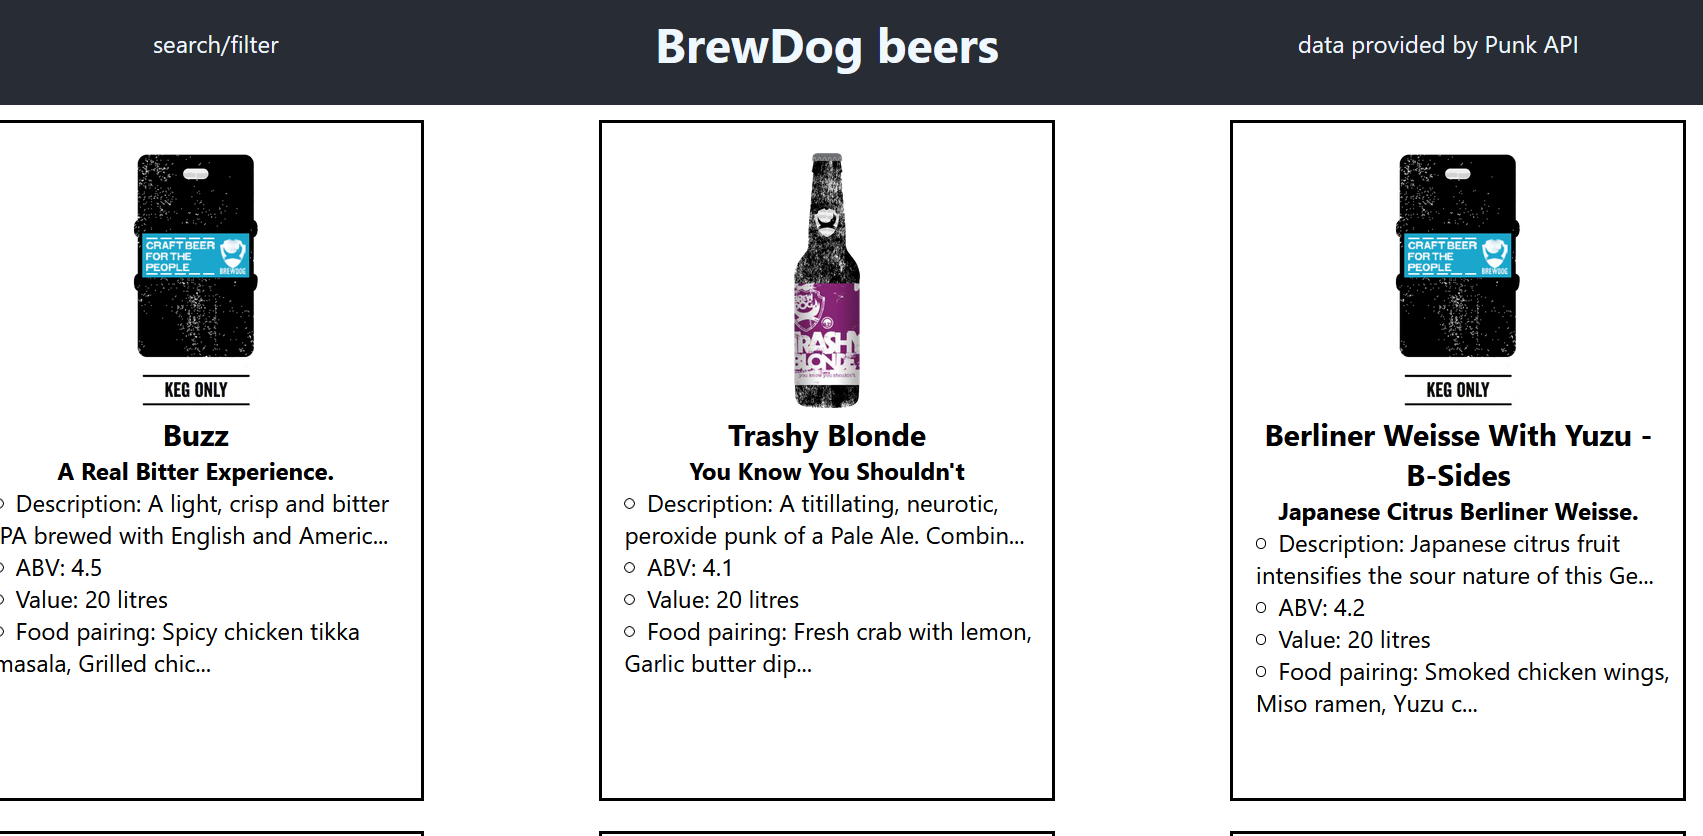 search/filter
BrewDog beers
data provided by Punk API
CRAFT BEER
FOR THE
PEOPLE
BREWDOG
KEG ONLY
Buzz
A Real Bitter Experience.
Description: A light, crisp and bitter
PA brewed with English and Americ...
ABV: 4.5
Value: 20 litres
Food pairing: Spicy chicken tikka
masala, Grilled chic...
TRASHY
BLONDE
you know you shouldn't
Trashy Blonde
You Know You Shouldn't
Description: A titillating, neurotic,
peroxide punk of a Pale Ale. Combin...
ABV: 4.1
Value: 20 litres
Food pairing: Fresh crab with lemon,
Garlic butter dip...
CRAFT BEER
FOR THE
PEOPLE
BREWDOG
KEG ONLY
Berliner Weisse With Yuzu -
B-Sides
Japanese Citrus Berliner Weisse.
Description: Japanese citrus fruit
intensifies the sour nature of this Ge...
ABV: 4.2
Value: 20 litres
Food pairing: Smoked chicken wings,
Miso ramen, Yuzu c...